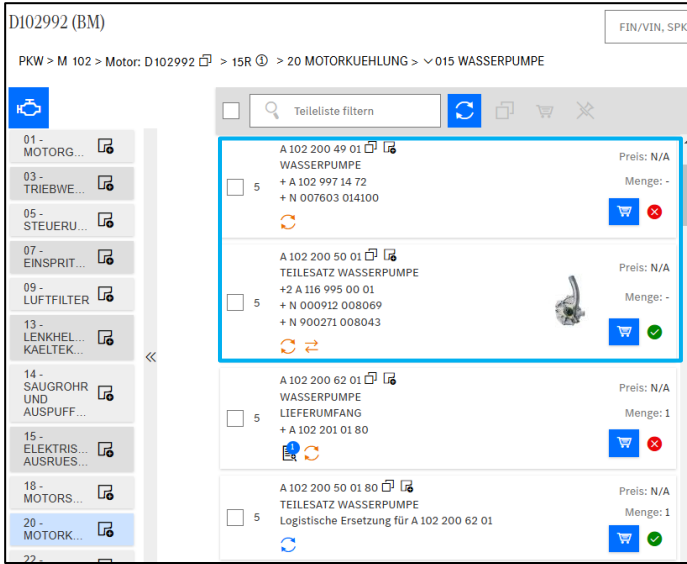 D102992 (BM)
FIN/VIN, SPK
PKW > M 102 > Motor: D102992 > 15R > 20 MOTORKUEHLUNG > 015 WASSERPUMPE
Teileliste filtern
01 -
MOTORG...
03 -
TRIEBWE...
05 -
STEUERU...
07 -
EINSPRIT...
09 -
LUFTFILTER
13 -
LENKHEL...
KAELTEK...
14 -
SAUGROHR
UND
AUSPUFF...
15 -
ELEKTRIS...
AUSRUES...
18 -
MOTORS...
20 -
MOTORK...
22 -
A 102 200 49 01
WASSERPUMPE
5
+ A 102 997 14 72
+ N 007603 014100
Preis: N/A
Menge: -
A 102 200 50 01
TEILESATZ WASSERPUMPE
+2 A 116 995 00 01
5
+ N 000912 008069
+ N 900271 008043
Preis: N/A
Menge: -
A 102 200 62 01
WASSERPUMPE
5
LIEFERUMFANG
+ A 102 201 01 80
1
Preis: N/A
Menge: 1
A 102 200 50 01 80
TEILESATZ WASSERPUMPE
5
Logistische Ersetzung für A 102 200 62 01
Preis: N/A
Menge: 1